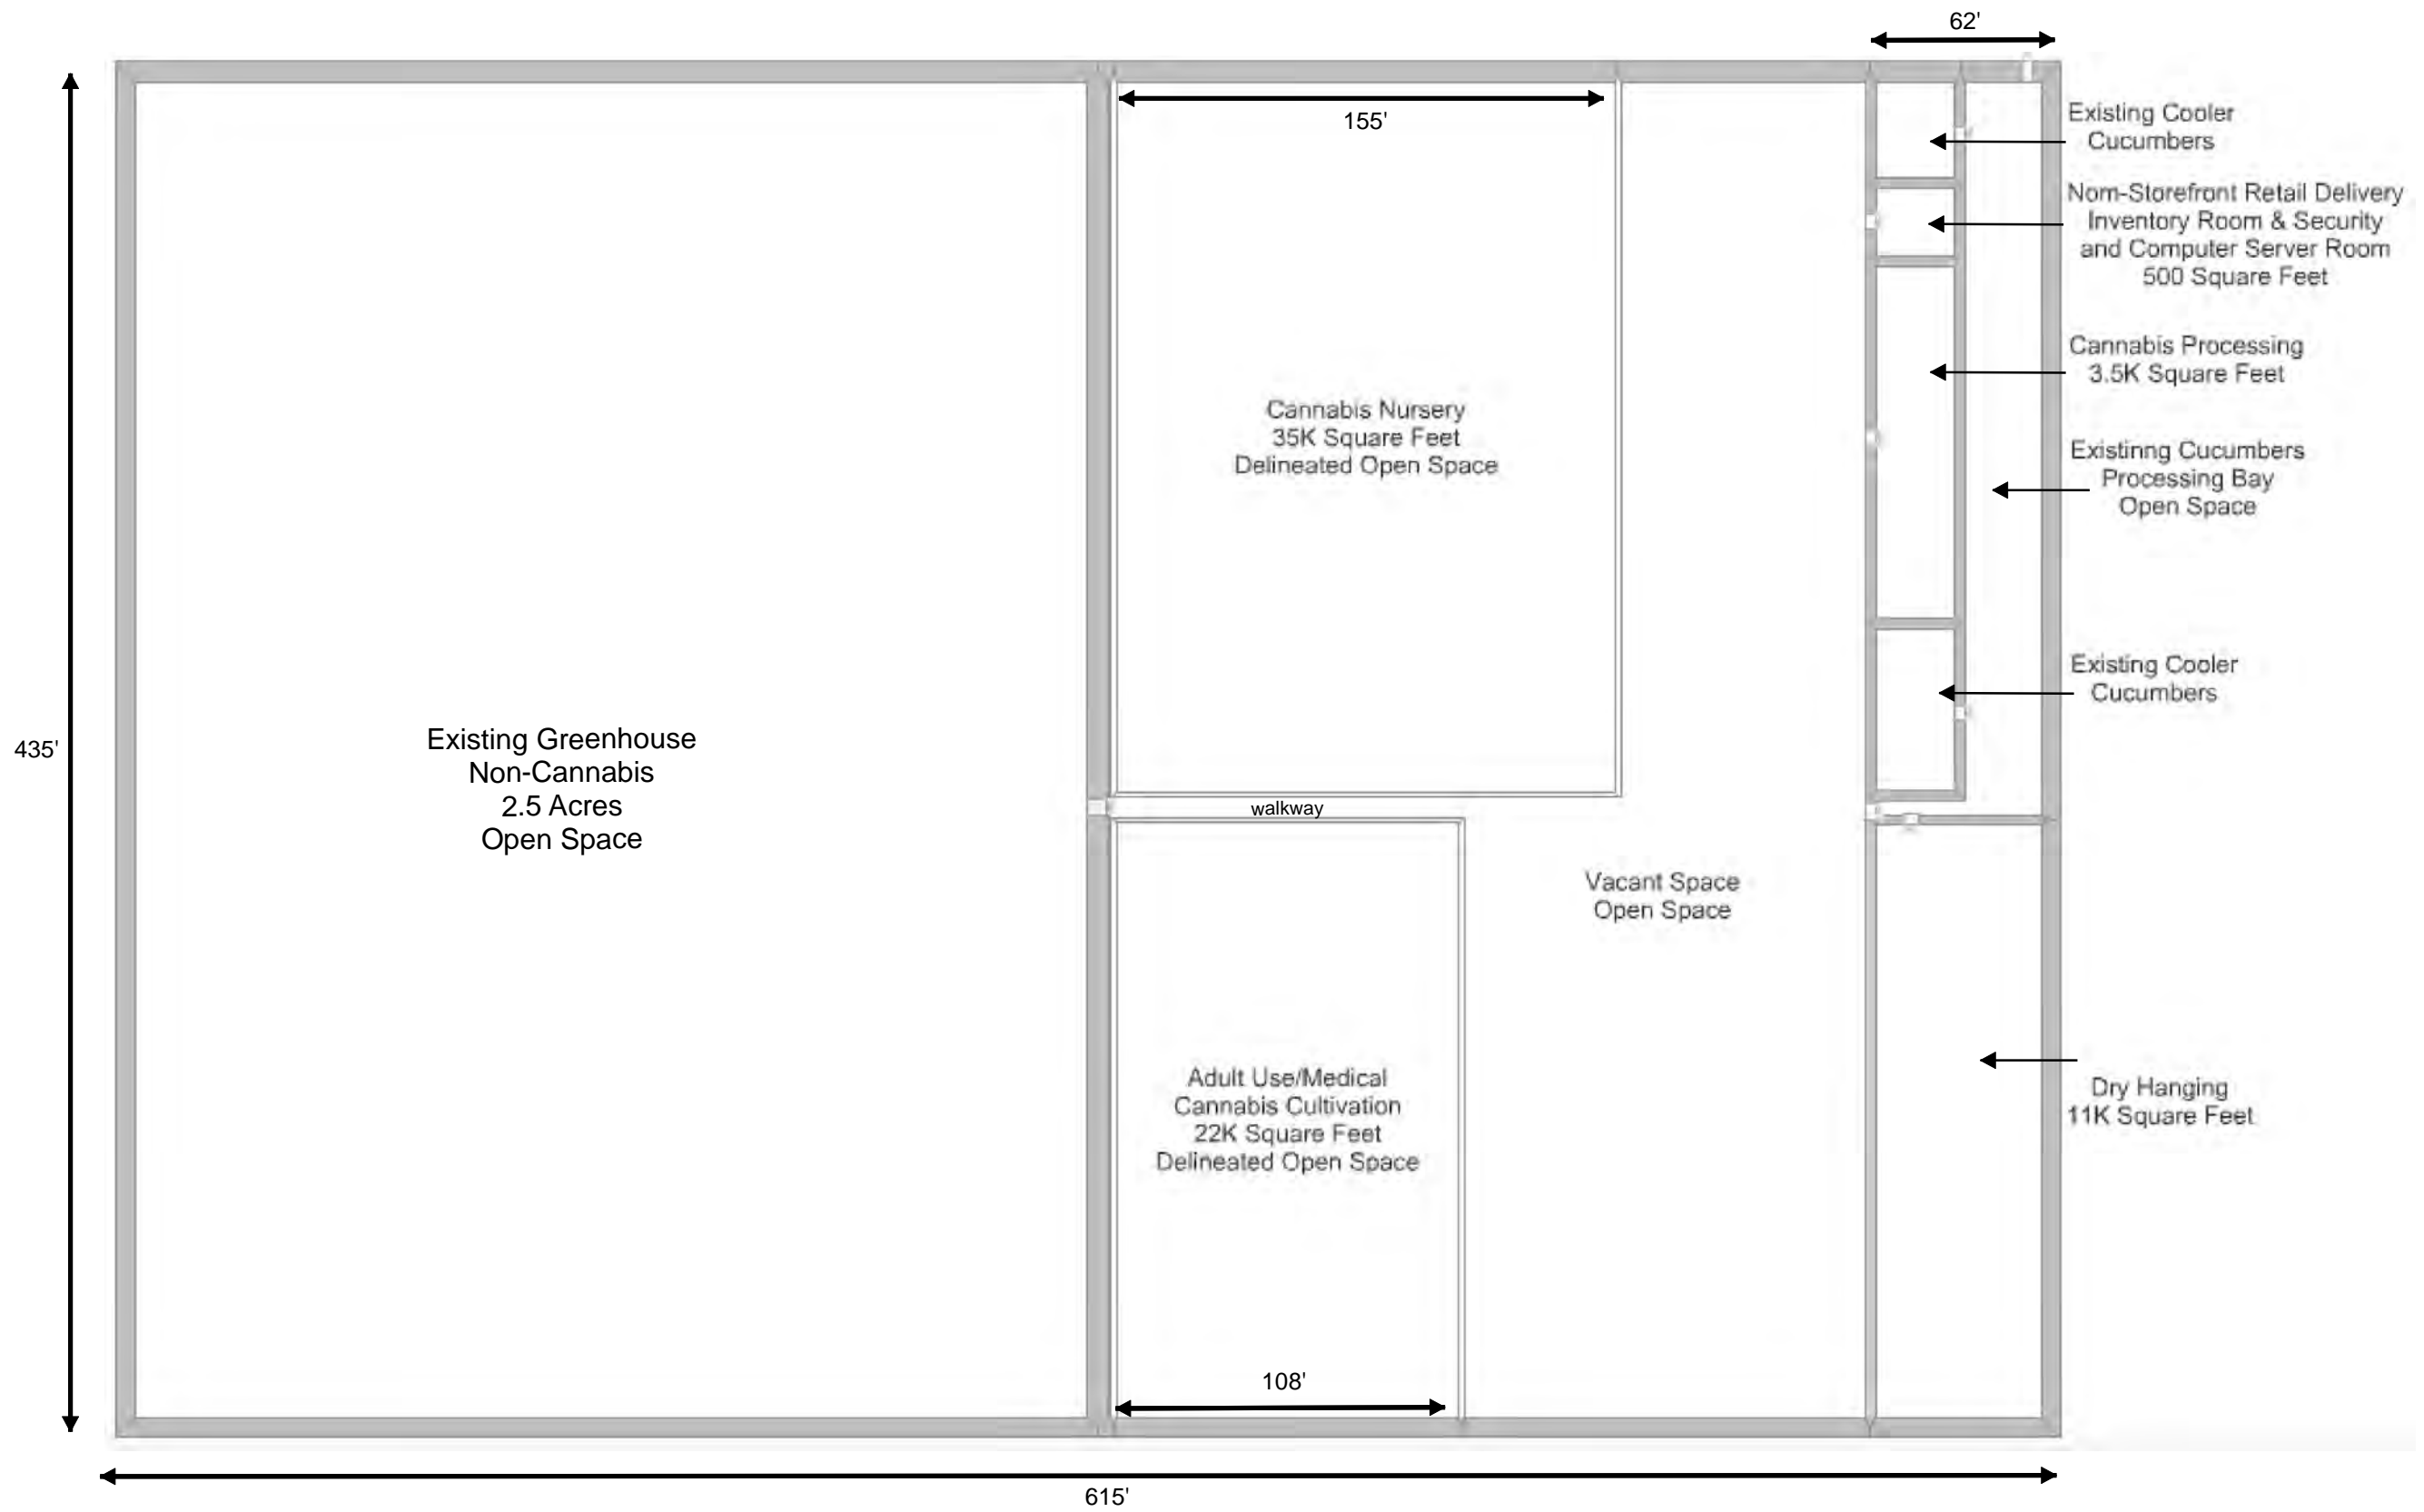 62'
155'
Existing Cooler
Cucumbers
Nom-Storefront Retail Delivery
Inventory Room & Security
and Computer Server Room
500 Square Feet
Cannabis Processing
3.5K Square Feet
Cannabis Nursery
35K Square Feet
Delineated Open Space
Existinng Cucumbers
Processing Bay
Open Space
Existing Cooler
Cucumbers
435'
Existing Greenhouse
Non-Cannabis
2.5 Acres
Open Space
walkway
Vacant Space
Open Space
Adult Use/Medical
Cannabis Cultivation
22K Square Feet
Delineated Open Space
Dry Hanging
11K Square Feet
108'
615'